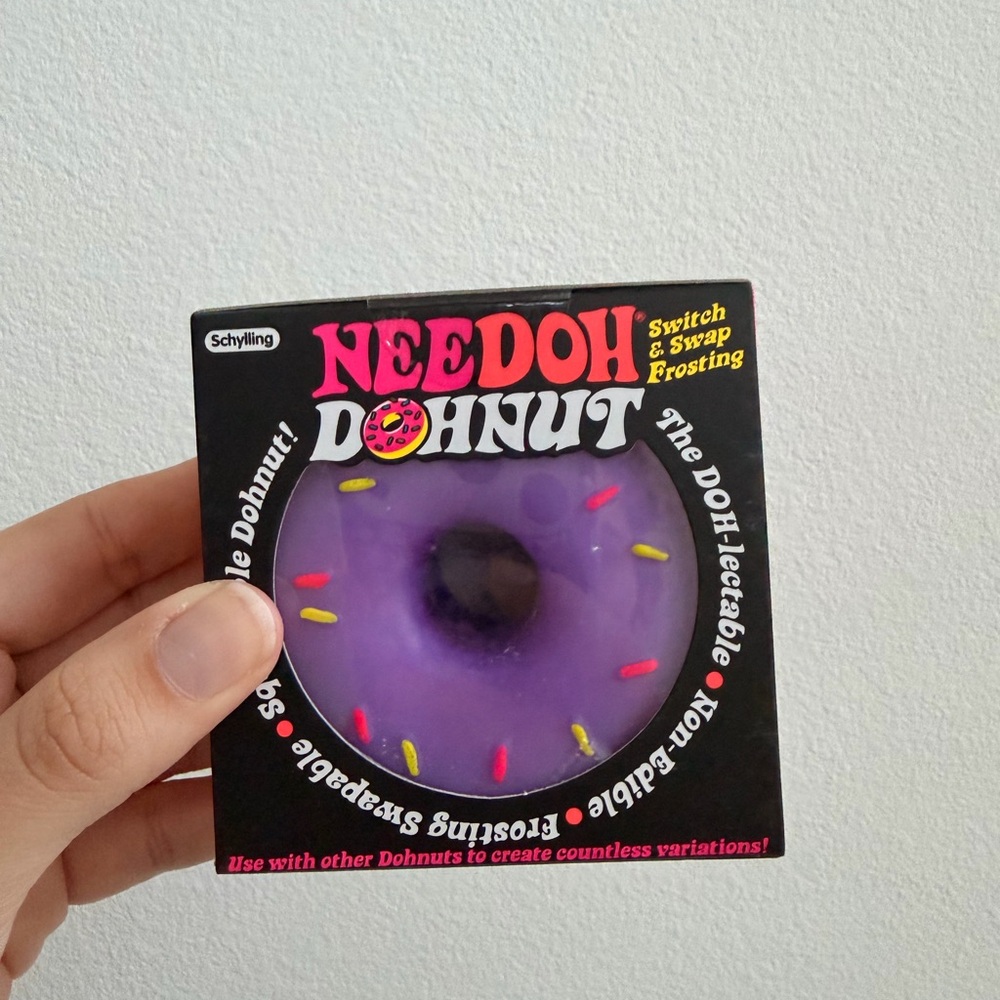 Schylling
NEEDOH®
DOHNUT
Switch
& Swap
Frosting
The DOH-lectable • Non-Edible • Frosting Swapable • Dohnut!
Use with other Dohnuts to create countless variations!